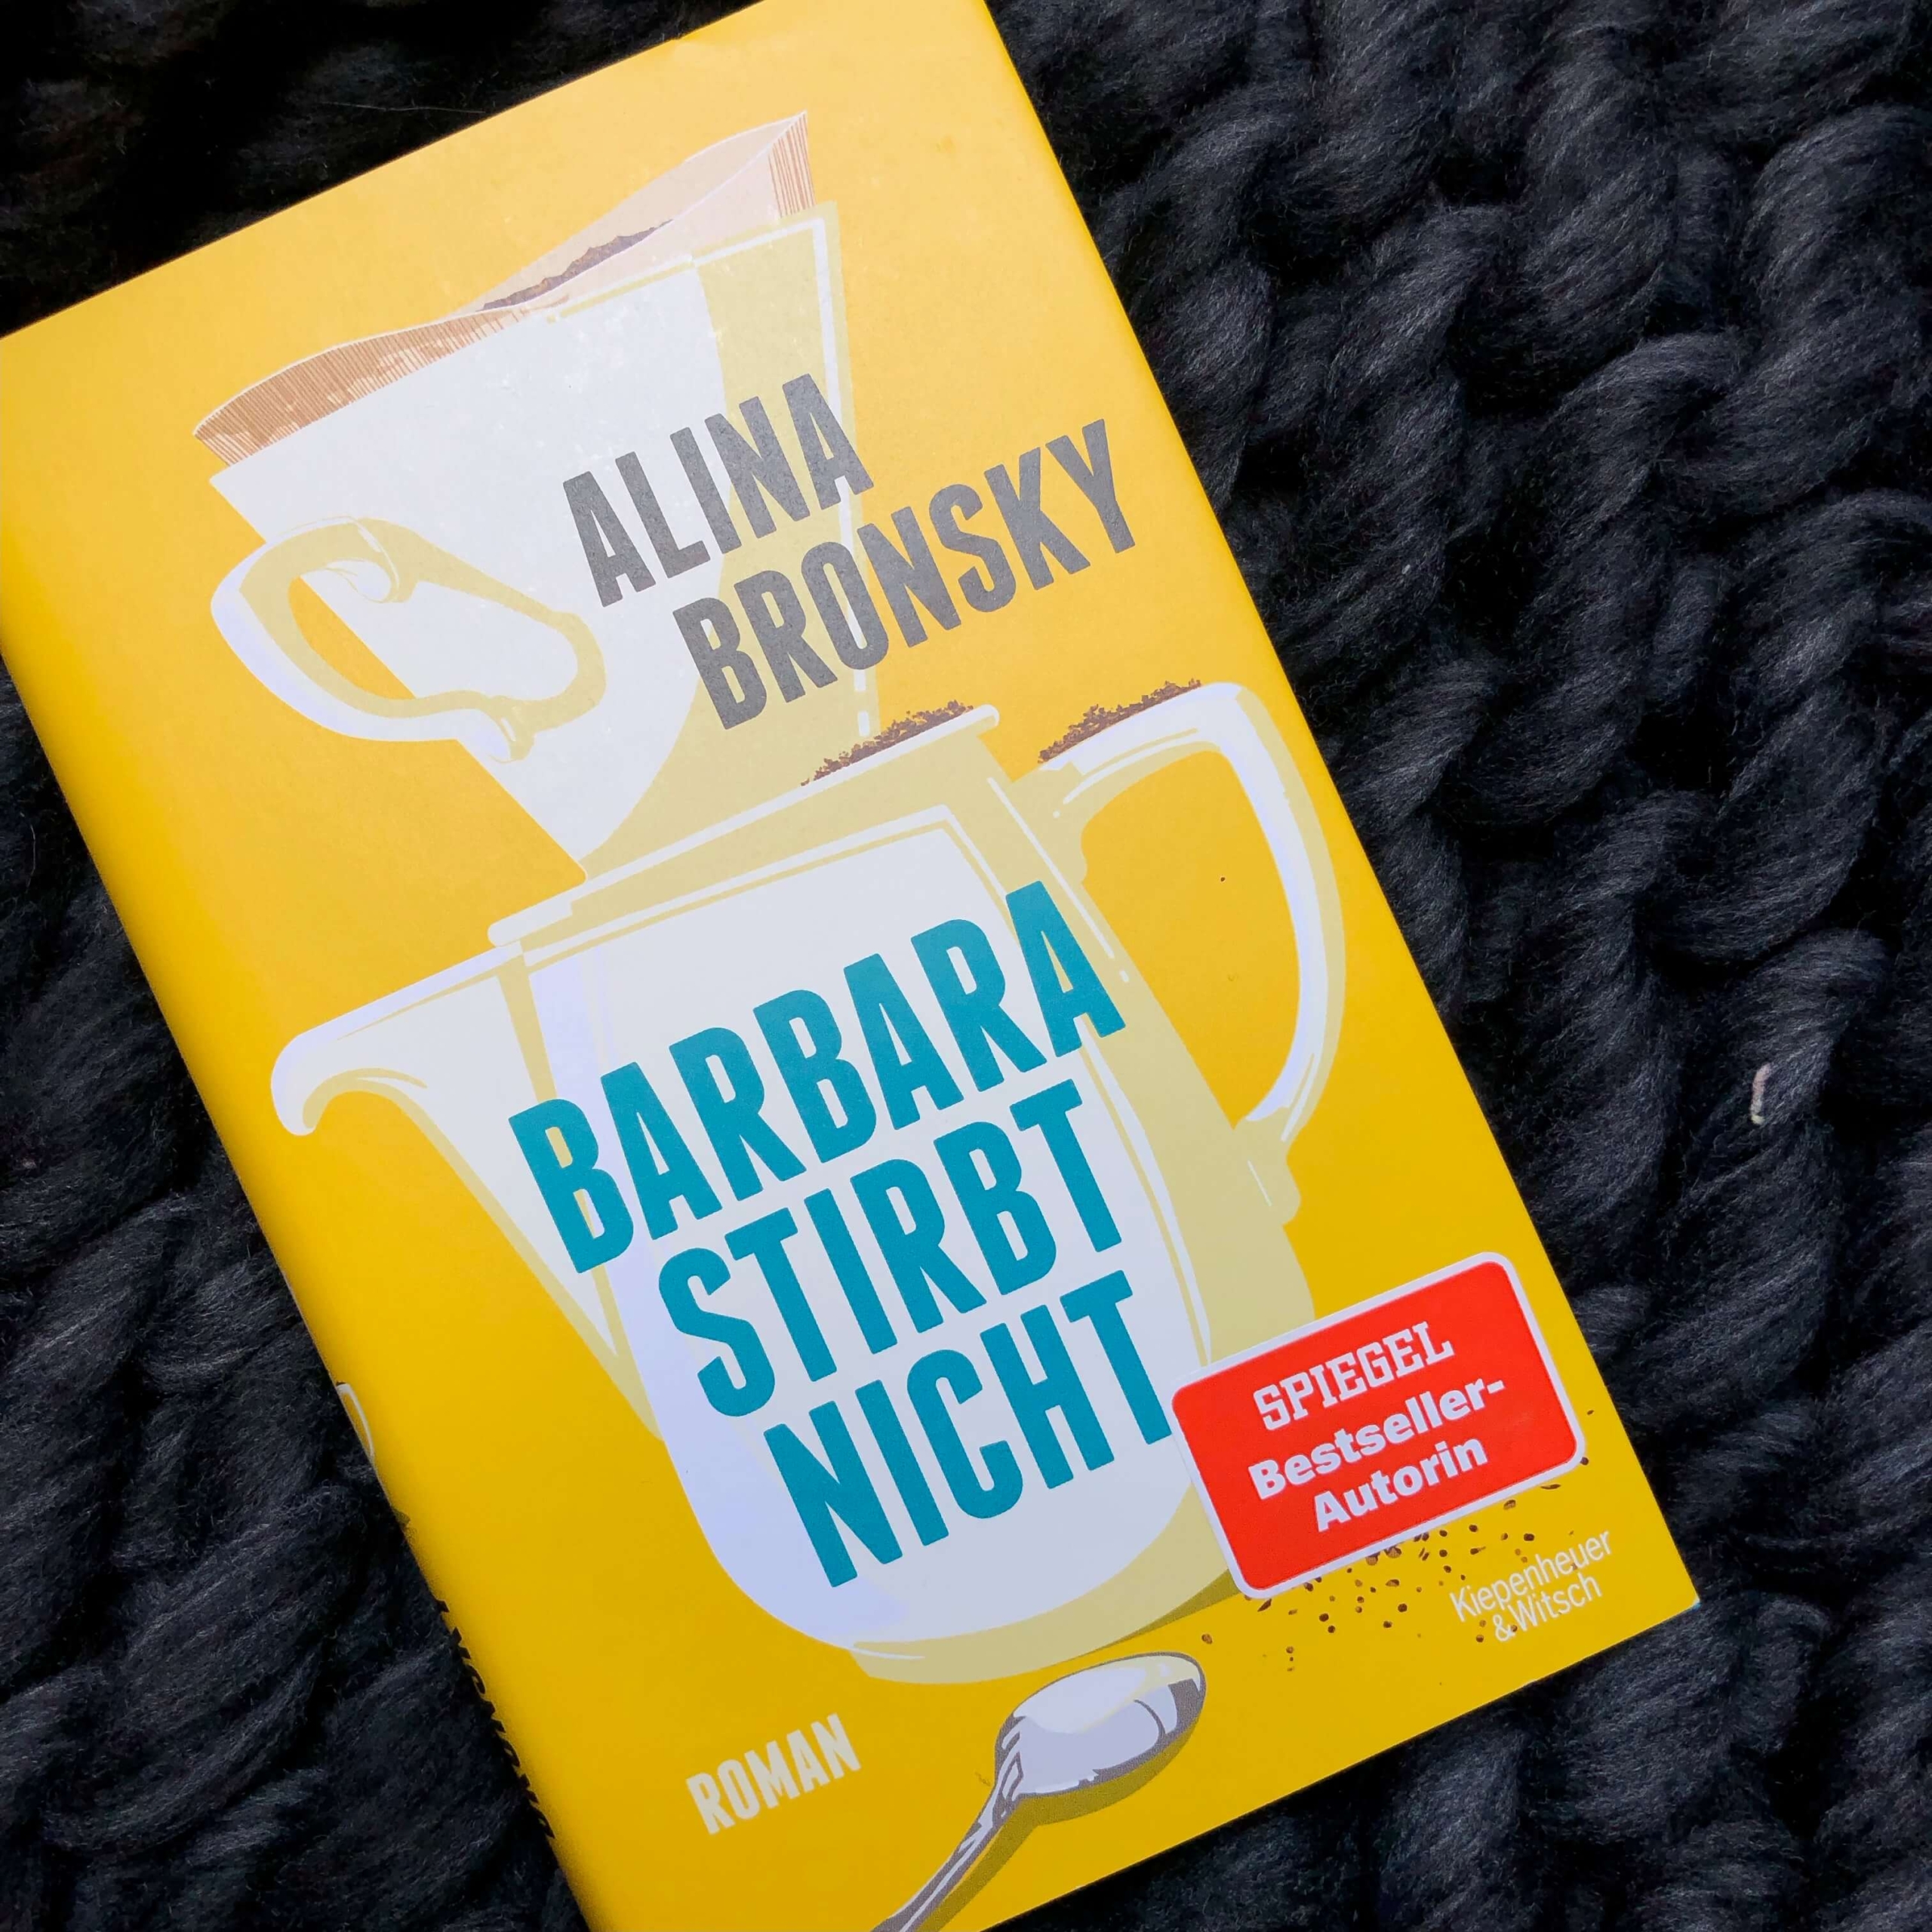 ALINA
BRONSKY
BARBARA
STIRBT
NICHT
SPIEGEL
Bestseller-
Autorin
Kiepenheuer
&Witsch
ROMAN